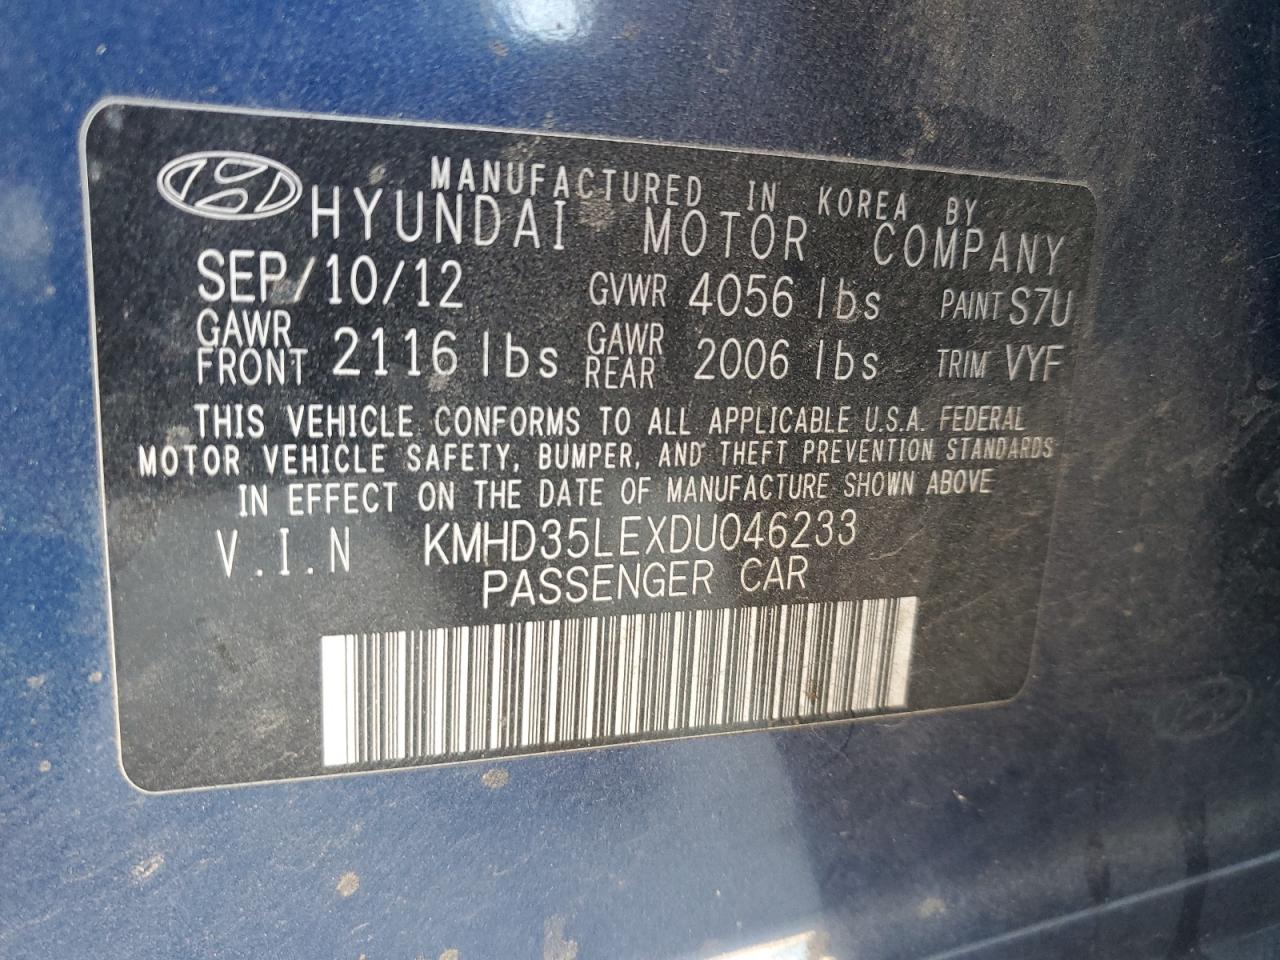 MANUFACTURED IN KOREA BY
HYUNDAI MOTOR COMPANY
SEP/10/12 GVWR 4056 lbs PAINT S7U
GAWR FRONT 2116 lbs GAWR REAR 2006 lbs TRIM VYF
THIS VEHICLE CONFORMS TO ALL APPLICABLE U.S.A. FEDERAL
MOTOR VEHICLE SAFETY, BUMPER, AND THEFT PREVENTION STANDARDS
IN EFFECT ON THE DATE OF MANUFACTURE SHOWN ABOVE
V.I.N KMHD35LEXDU046233
PASSENGER CAR